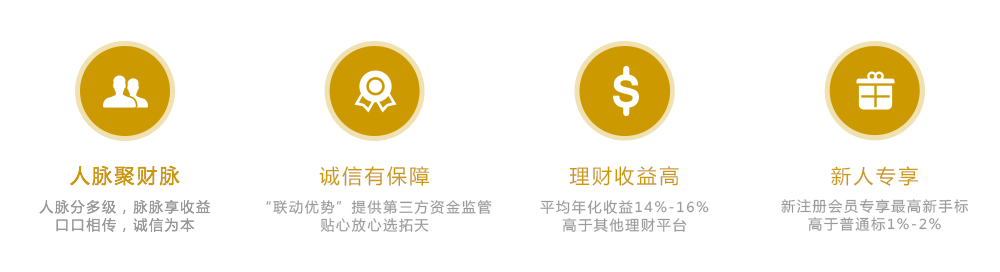 人脉聚财脉
人脉分多级，脉脉享收益
口口相传，诚信为本
诚信有保障
“联动优势”提供第三方资金监管
贴心放心选拓天
理财收益高
平均年化收益14%-16%
高于其他理财平台
新人专享
新注册会员专享最高新手标
高于普通标1%-2%